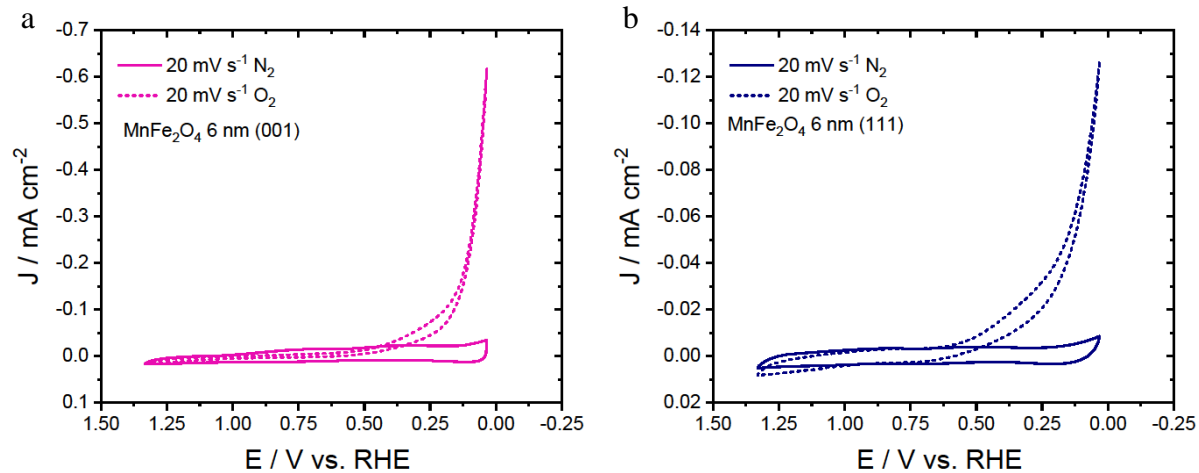 a
-0.7
-0.6
-0.5
-0.4
-0.3
-0.2
-0.1
0.0
0.1
J / mA cm⁻²
20 mV s⁻¹ N₂
20 mV s⁻¹ O₂
MnFe₂O₄ 6 nm (001)
1.50 1.25 1.00 0.75 0.50 0.25 0.00 -0.25
E / V vs. RHE
b
-0.14
-0.12
-0.10
-0.08
-0.06
-0.04
-0.02
0.00
0.02
J / mA cm⁻²
20 mV s⁻¹ N₂
20 mV s⁻¹ O₂
MnFe₂O₄ 6 nm (111)
1.50 1.25 1.00 0.75 0.50 0.25 0.00 -0.25
E / V vs. RHE